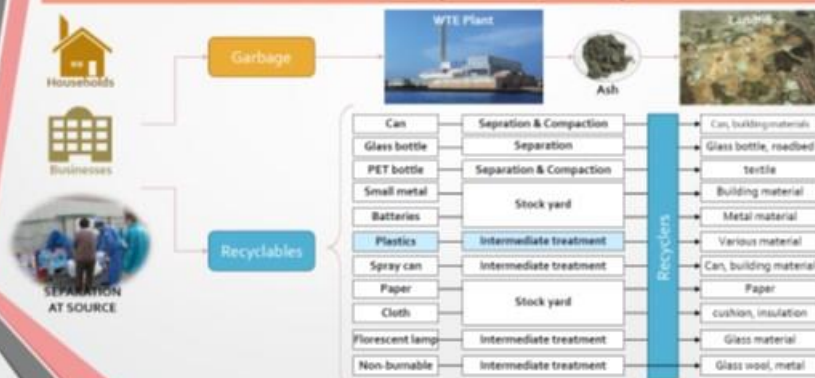 WTE Plant
Landfill
Households
Garbage
Ash
Businesses
Can
Sepration & Compaction
Can, building materials
Glass bottle
Separation
Glass bottle, roadbed
PET bottle
Separation & Compaction
textile
Small metal
Stock yard
Building material
Batteries
Metal material
Recyclables
Recyclers
Plastics
Intermediate treatment
Various material
Spray can
Intermediate treatment
Can, building material
SEPARATION
AT SOURCE
Paper
Stock yard
Paper
Cloth
cushion, insulation
Florescent lamp
Intermediate treatment
Glass material
Non-burnable
Intermediate treatment
Glass wool, metal